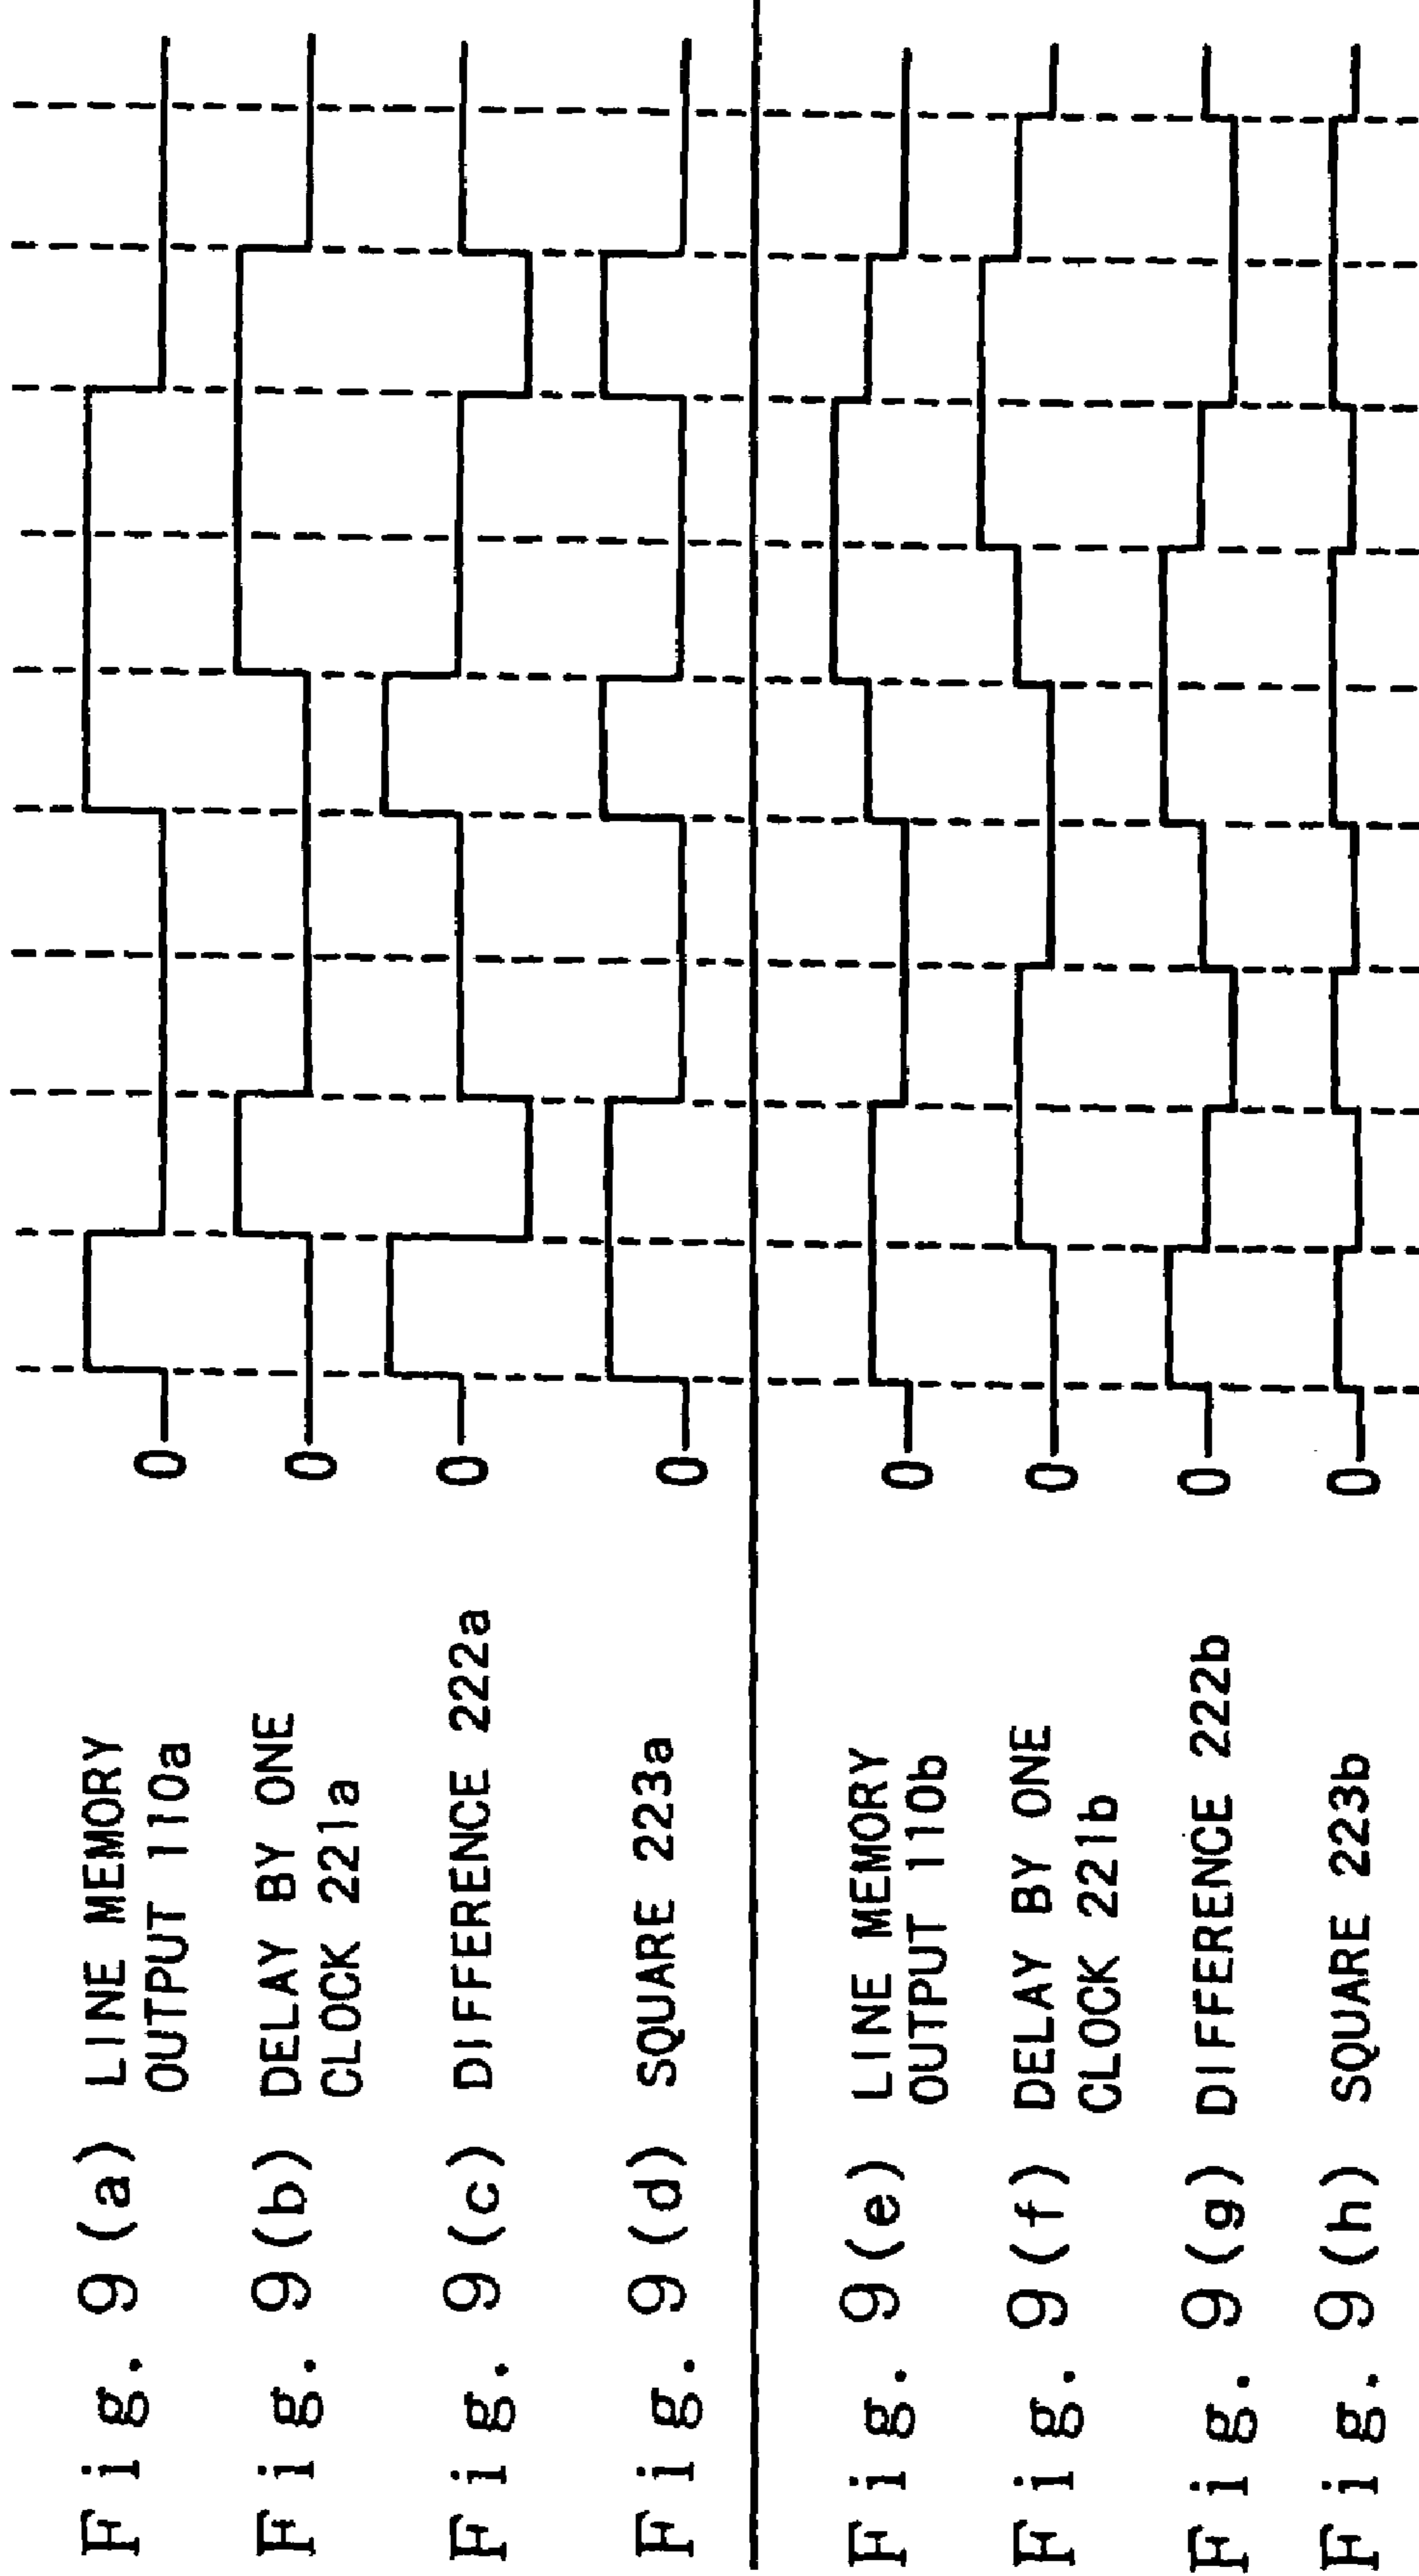 Fig. 9 (a) LINE MEMORY
OUTPUT 110a
0
Fig. 9 (b) DELAY BY ONE
CLOCK 221a
0
Fig. 9 (c) DIFFERENCE 222a
0
Fig. 9 (d) SQUARE 223a
0
Fig. 9 (e) LINE MEMORY
OUTPUT 110b
0
Fig. 9 (f) DELAY BY ONE
CLOCK 221b
0
Fig. 9 (g) DIFFERENCE 222b
0
Fig. 9 (h) SQUARE 223b
0